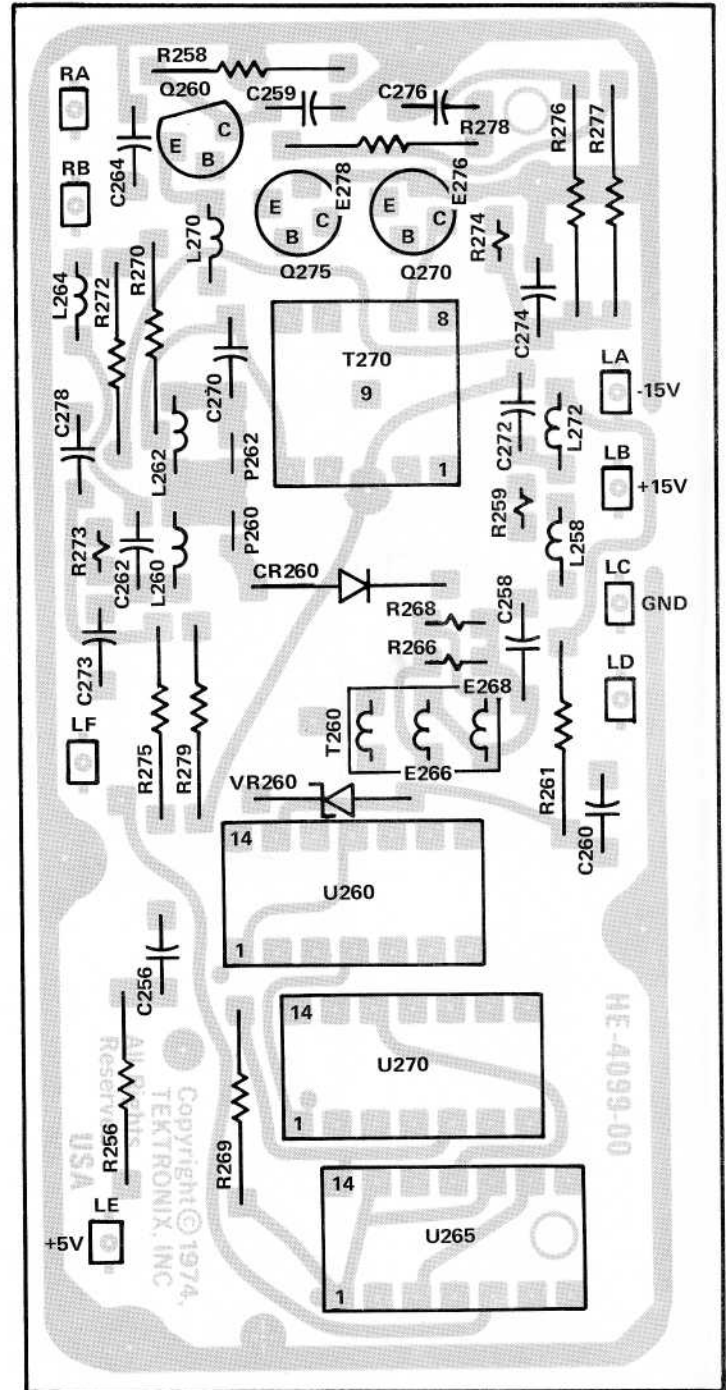 R258
RA
Q260
C259
C276
R278
R276
R277
E
C
B
C264
RB
E278
E276
E
C
B
E
C
B
R274
L270
Q275
Q270
L264
R272
R270
C274
8
T270
9
1
LA
-15V
C270
C278
L262
P262
C272
L272
LB
+15V
R259
P260
L258
R273
C262
L260
CR260
LC
GND
R268
C258
R266
C273
E268
LD
LF
T260
R275
R279
E266
R261
VR260
C260
14
U260
1
C256
HE-4099-00
14
U270
1
R256
R269
Copyright © 1974,
TEKTRONIX, INC
All Rights
Reserved
USA
14
U265
1
LE
+5V